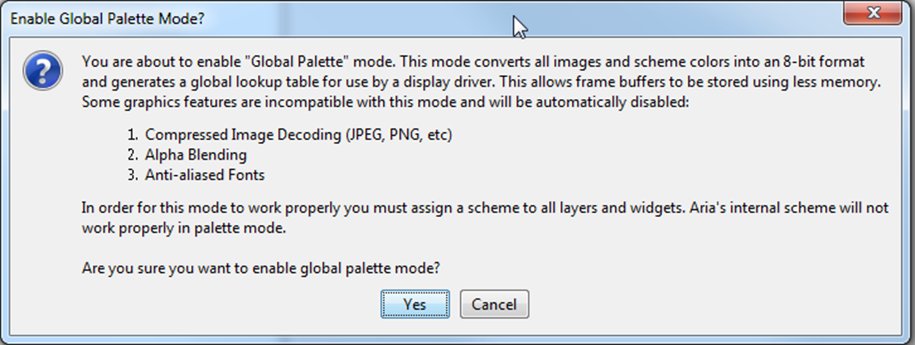 Enable Global Palette Mode?
You are about to enable "Global Palette" mode. This mode converts all images and scheme colors into an 8-bit format
and generates a global lookup table for use by a display driver. This allows frame buffers to be stored using less memory.
Some graphics features are incompatible with this mode and will be automatically disabled:
1. Compressed Image Decoding (JPEG, PNG, etc)
2. Alpha Blending
3. Anti-aliased Fonts
In order for this mode to work properly you must assign a scheme to all layers and widgets. Aria's internal scheme will not
work properly in palette mode.
Are you sure you want to enable global palette mode?
Yes Cancel